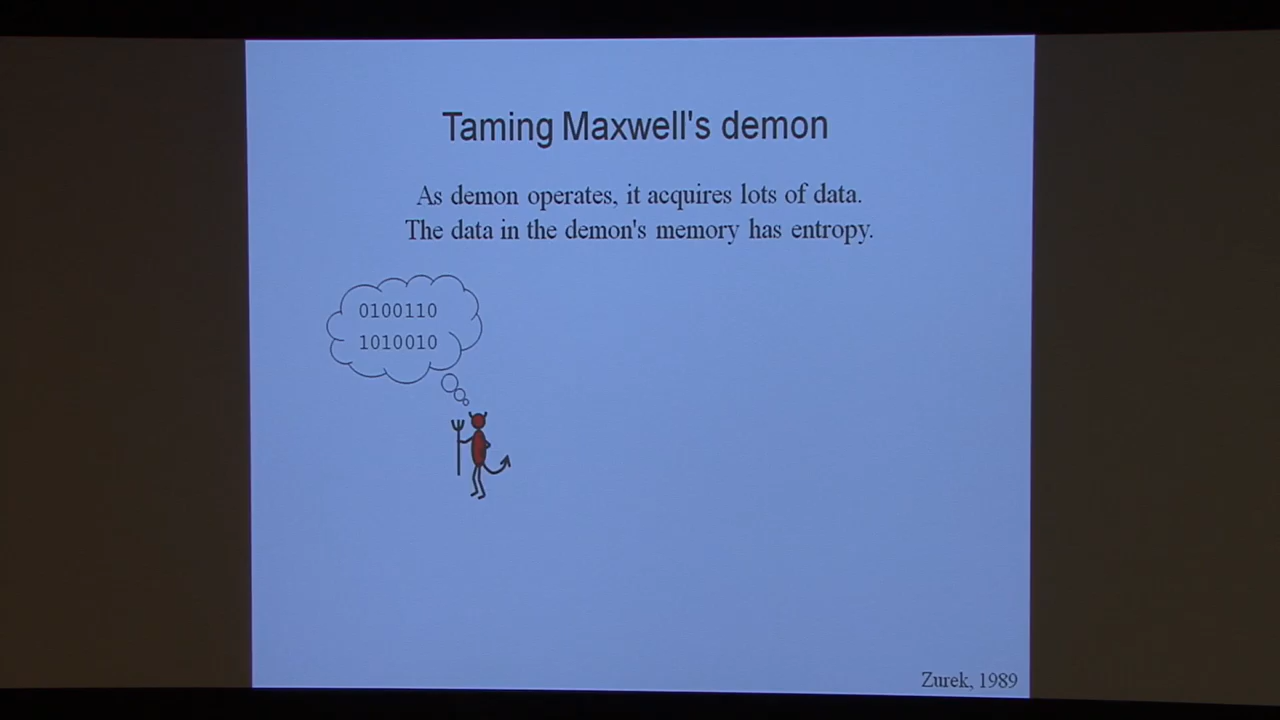 Taming Maxwell's demon
As demon operates, it acquires lots of data.
The data in the demon's memory has entropy.
0100110
1010010
Zurek, 1989